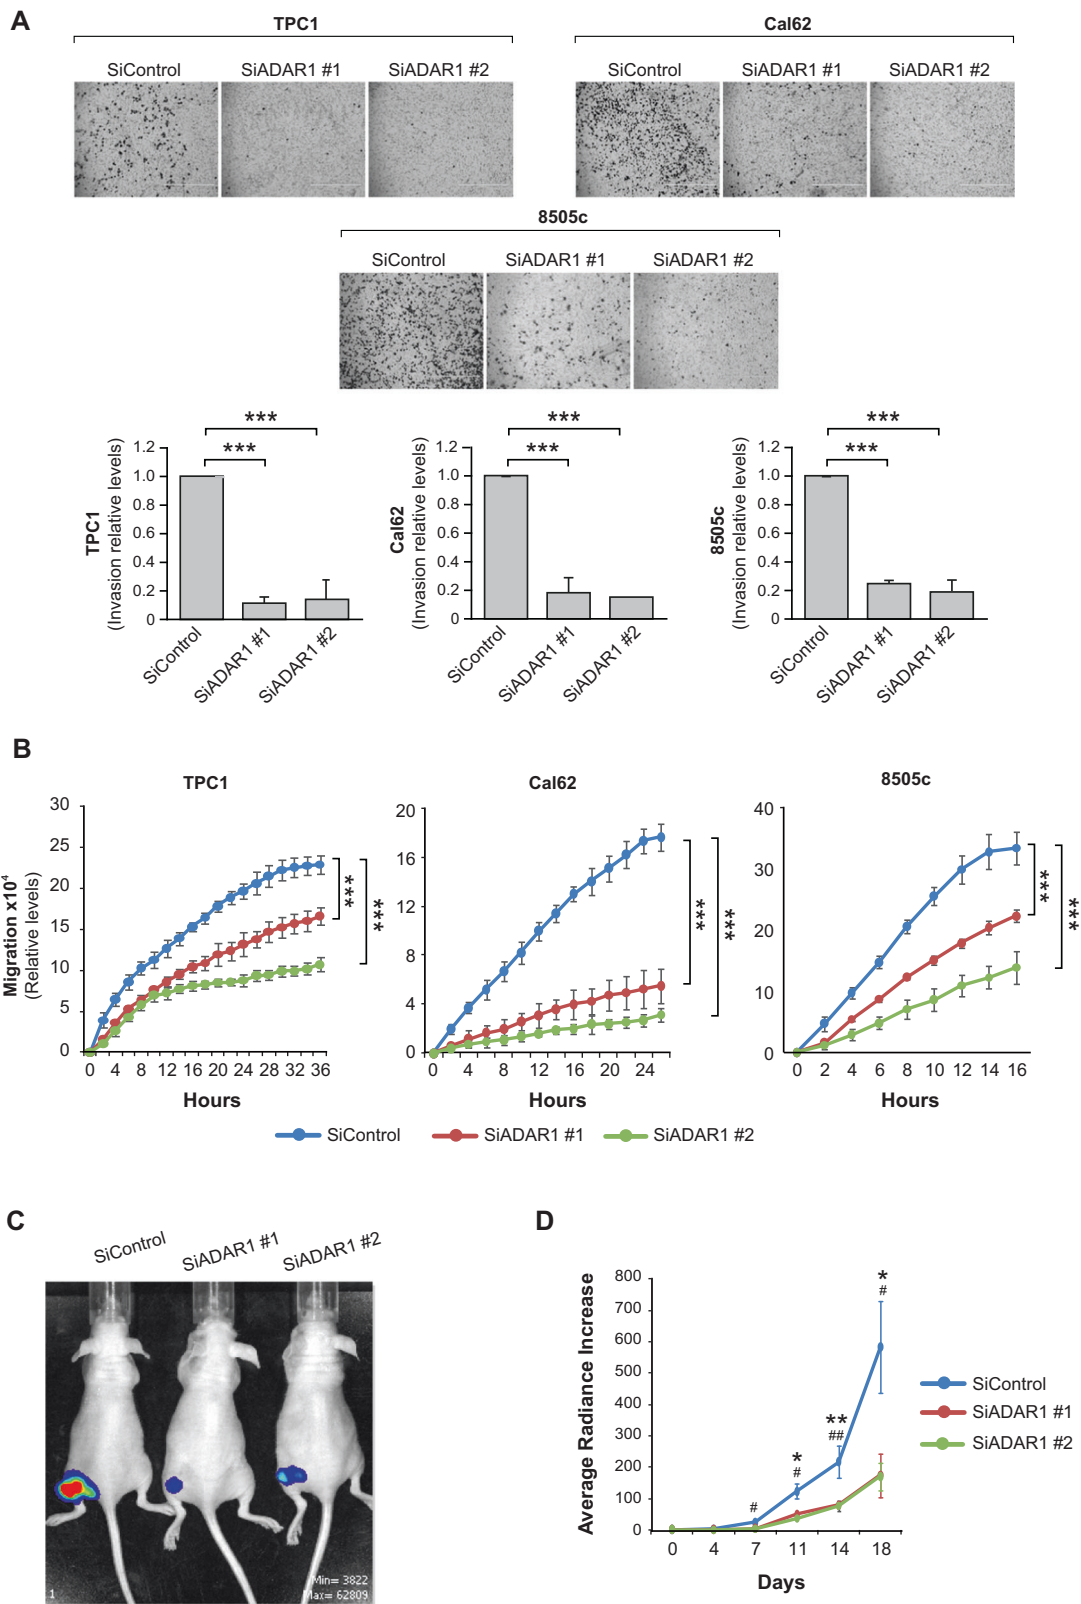 A
TPC1
Cal62
SiControl SiADAR1 #1 SiADAR1 #2
SiControl SiADAR1 #1 SiADAR1 #2
8505c
SiControl SiADAR1 #1 SiADAR1 #2
TPC1
(Invasion relative levels)
1.2
1.0
0.8
0.6
0.4
0.2
0
***
***
SiControl
SiADAR1 #1
SiADAR1 #2
Cal62
(Invasion relative levels)
1.2
1.0
0.8
0.6
0.4
0.2
0
***
***
SiControl
SiADAR1 #1
SiADAR1 #2
8505c
(Invasion relative levels)
1.2
1.0
0.8
0.6
0.4
0.2
0
***
***
SiControl
SiADAR1 #1
SiADAR1 #2
B
Migration x10⁴
(Relative levels)
TPC1
30
25
20
15
10
5
0
***
***
0 4 8 12 16 20 24 28 32 36
Hours
Cal62
20
16
12
8
4
0
***
***
0 4 8 12 16 20 24
Hours
8505c
40
30
20
10
0
***
***
0 2 4 6 8 10 12 14 16
Hours
SiControl SiADAR1 #1 SiADAR1 #2
C
SiControl
SiADAR1 #1
SiADAR1 #2
1
Min= 3822
Max= 62809
D
Average Radiance Increase
800
700
600
500
400
300
200
100
0
#
*
#
**
##
*
#
0 4 7 11 14 18
Days
SiControl
SiADAR1 #1
SiADAR1 #2